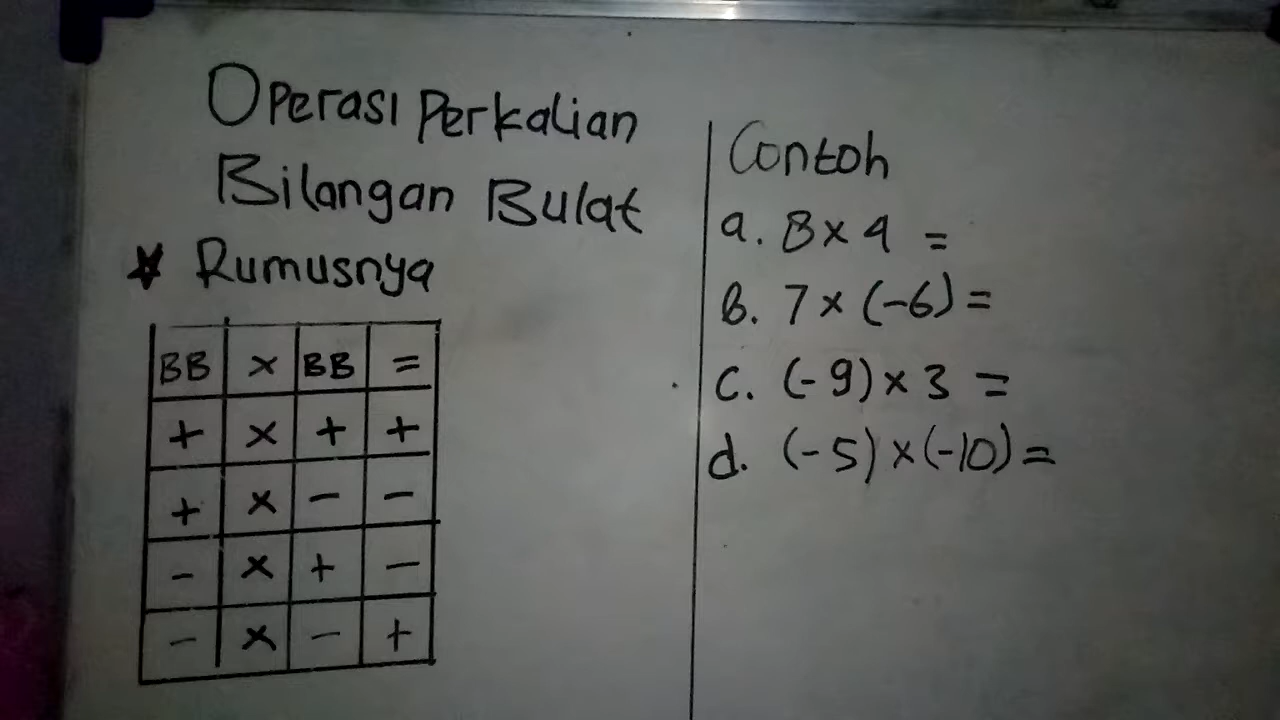 Operasi Perkalian
Bilangan Bulat
* Rumusnya
BB x BB =
+ x + +
+ x - -
- x + -
- x - +
Contoh
a. 8 x 4 =
b. 7 x (-6) =
c. (-9) x 3 =
d. (-5) x (-10) =